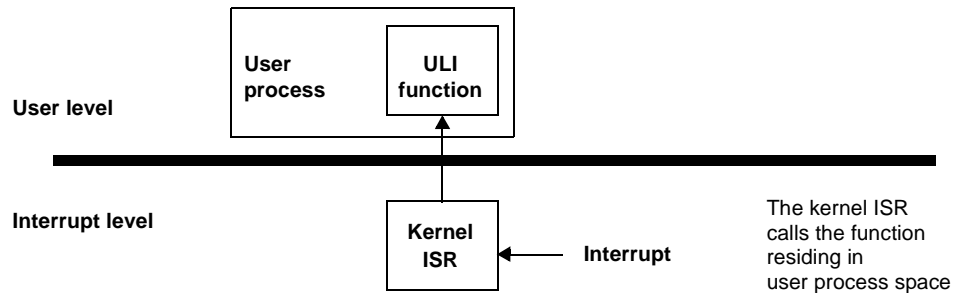 User
process
ULI
function
User level
Interrupt level
Kernel
ISR
Interrupt
The kernel ISR
calls the function
residing in
user process space